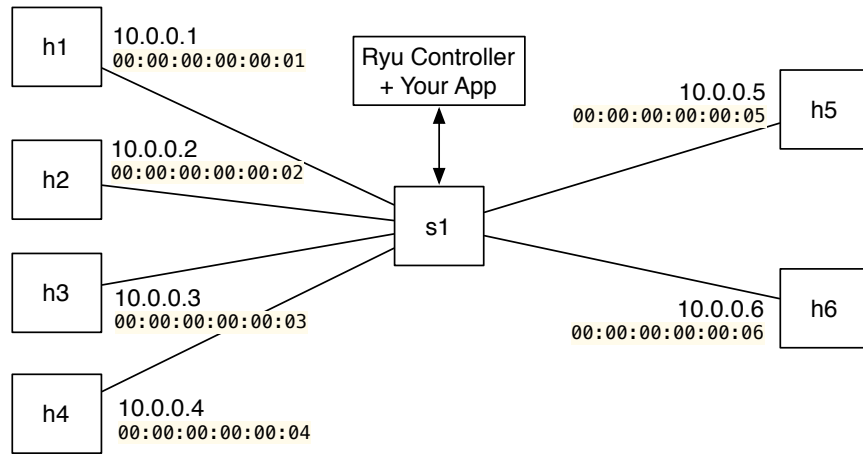 h1
10.0.0.1
00:00:00:00:00:01
Ryu Controller
+ Your App
h2
10.0.0.2
00:00:00:00:00:02
10.0.0.5
00:00:00:00:00:05
h5
s1
h3
10.0.0.3
00:00:00:00:00:03
10.0.0.6
00:00:00:00:00:06
h6
h4
10.0.0.4
00:00:00:00:00:04